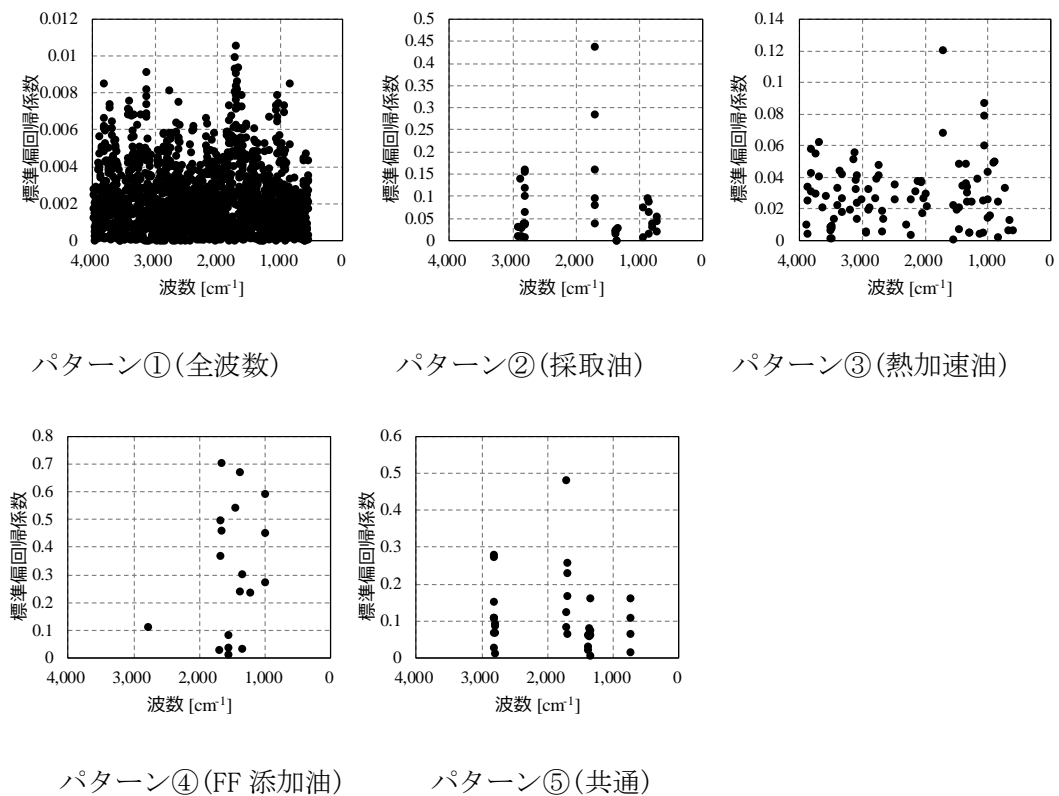 0.012
0.01
0.008
0.006
0.004
0.002
0
標準偏回帰係数
4,000 3,000 2,000 1,000 0
波数 [cm-1]
パターン①(全波数)
0.5
0.45
0.4
0.35
0.3
0.25
0.2
0.15
0.1
0.05
0
標準偏回帰係数
4,000 3,000 2,000 1,000 0
波数 [cm-1]
パターン②(採取油)
0.14
0.12
0.1
0.08
0.06
0.04
0.02
0
標準偏回帰係数
4,000 3,000 2,000 1,000 0
波数 [cm-1]
パターン③(熱加速油)
0.8
0.7
0.6
0.5
0.4
0.3
0.2
0.1
0
標準偏回帰係数
4,000 3,000 2,000 1,000 0
波数 [cm-1]
パターン④(FF 添加油)
0.6
0.5
0.4
0.3
0.2
0.1
0
標準偏回帰係数
4,000 3,000 2,000 1,000 0
波数 [cm-1]
パターン⑤(共通)